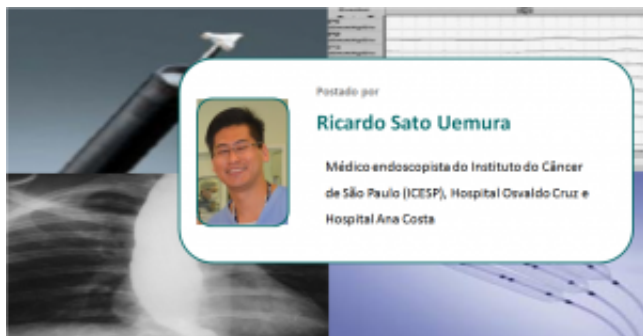 Postado por
Ricardo Sato Uemura
Médico endoscopista do Instituto do Câncer
de São Paulo (ICESP), Hospital Osvaldo Cruz e
Hospital Ana Costa